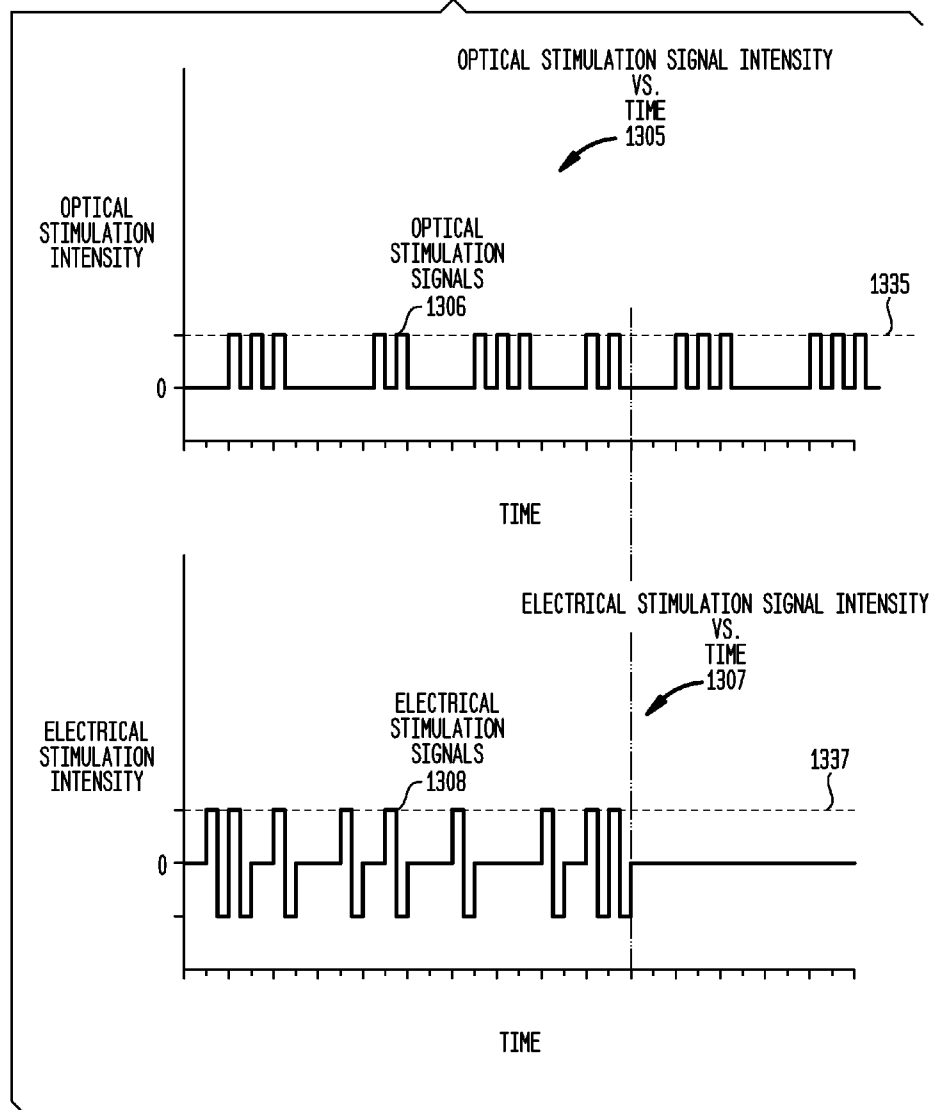 OPTICAL STIMULATION SIGNAL INTENSITY
VS.
TIME
1305
OPTICAL
STIMULATION
INTENSITY
OPTICAL
STIMULATION
SIGNALS
1306
1335
0
TIME
ELECTRICAL STIMULATION SIGNAL INTENSITY
VS.
TIME
1307
ELECTRICAL
STIMULATION
INTENSITY
ELECTRICAL
STIMULATION
SIGNALS
1308
1337
0
TIME